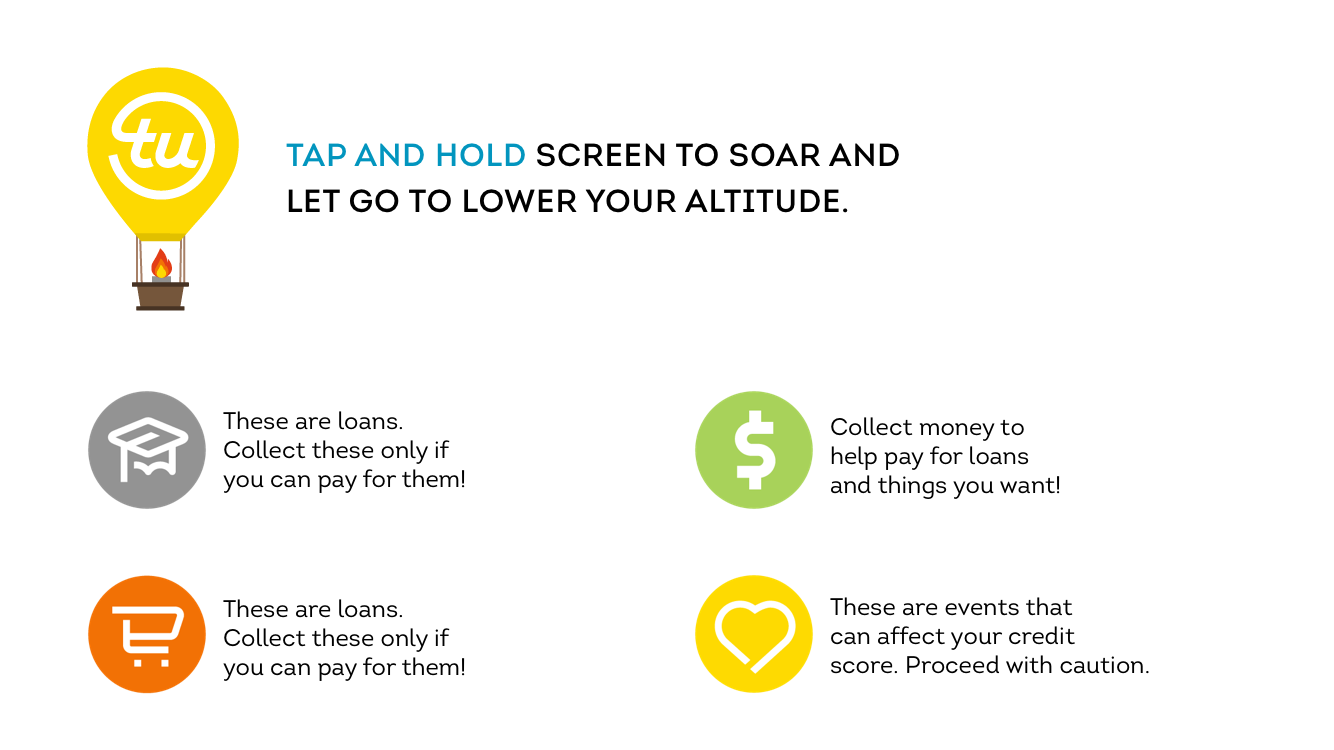 tu
TAP AND HOLD SCREEN TO SOAR AND
LET GO TO LOWER YOUR ALTITUDE.
These are loans.
Collect these only if
you can pay for them!
$
Collect money to
help pay for loans
and things you want!
These are loans.
Collect these only if
you can pay for them!
These are events that
can affect your credit
score. Proceed with caution.